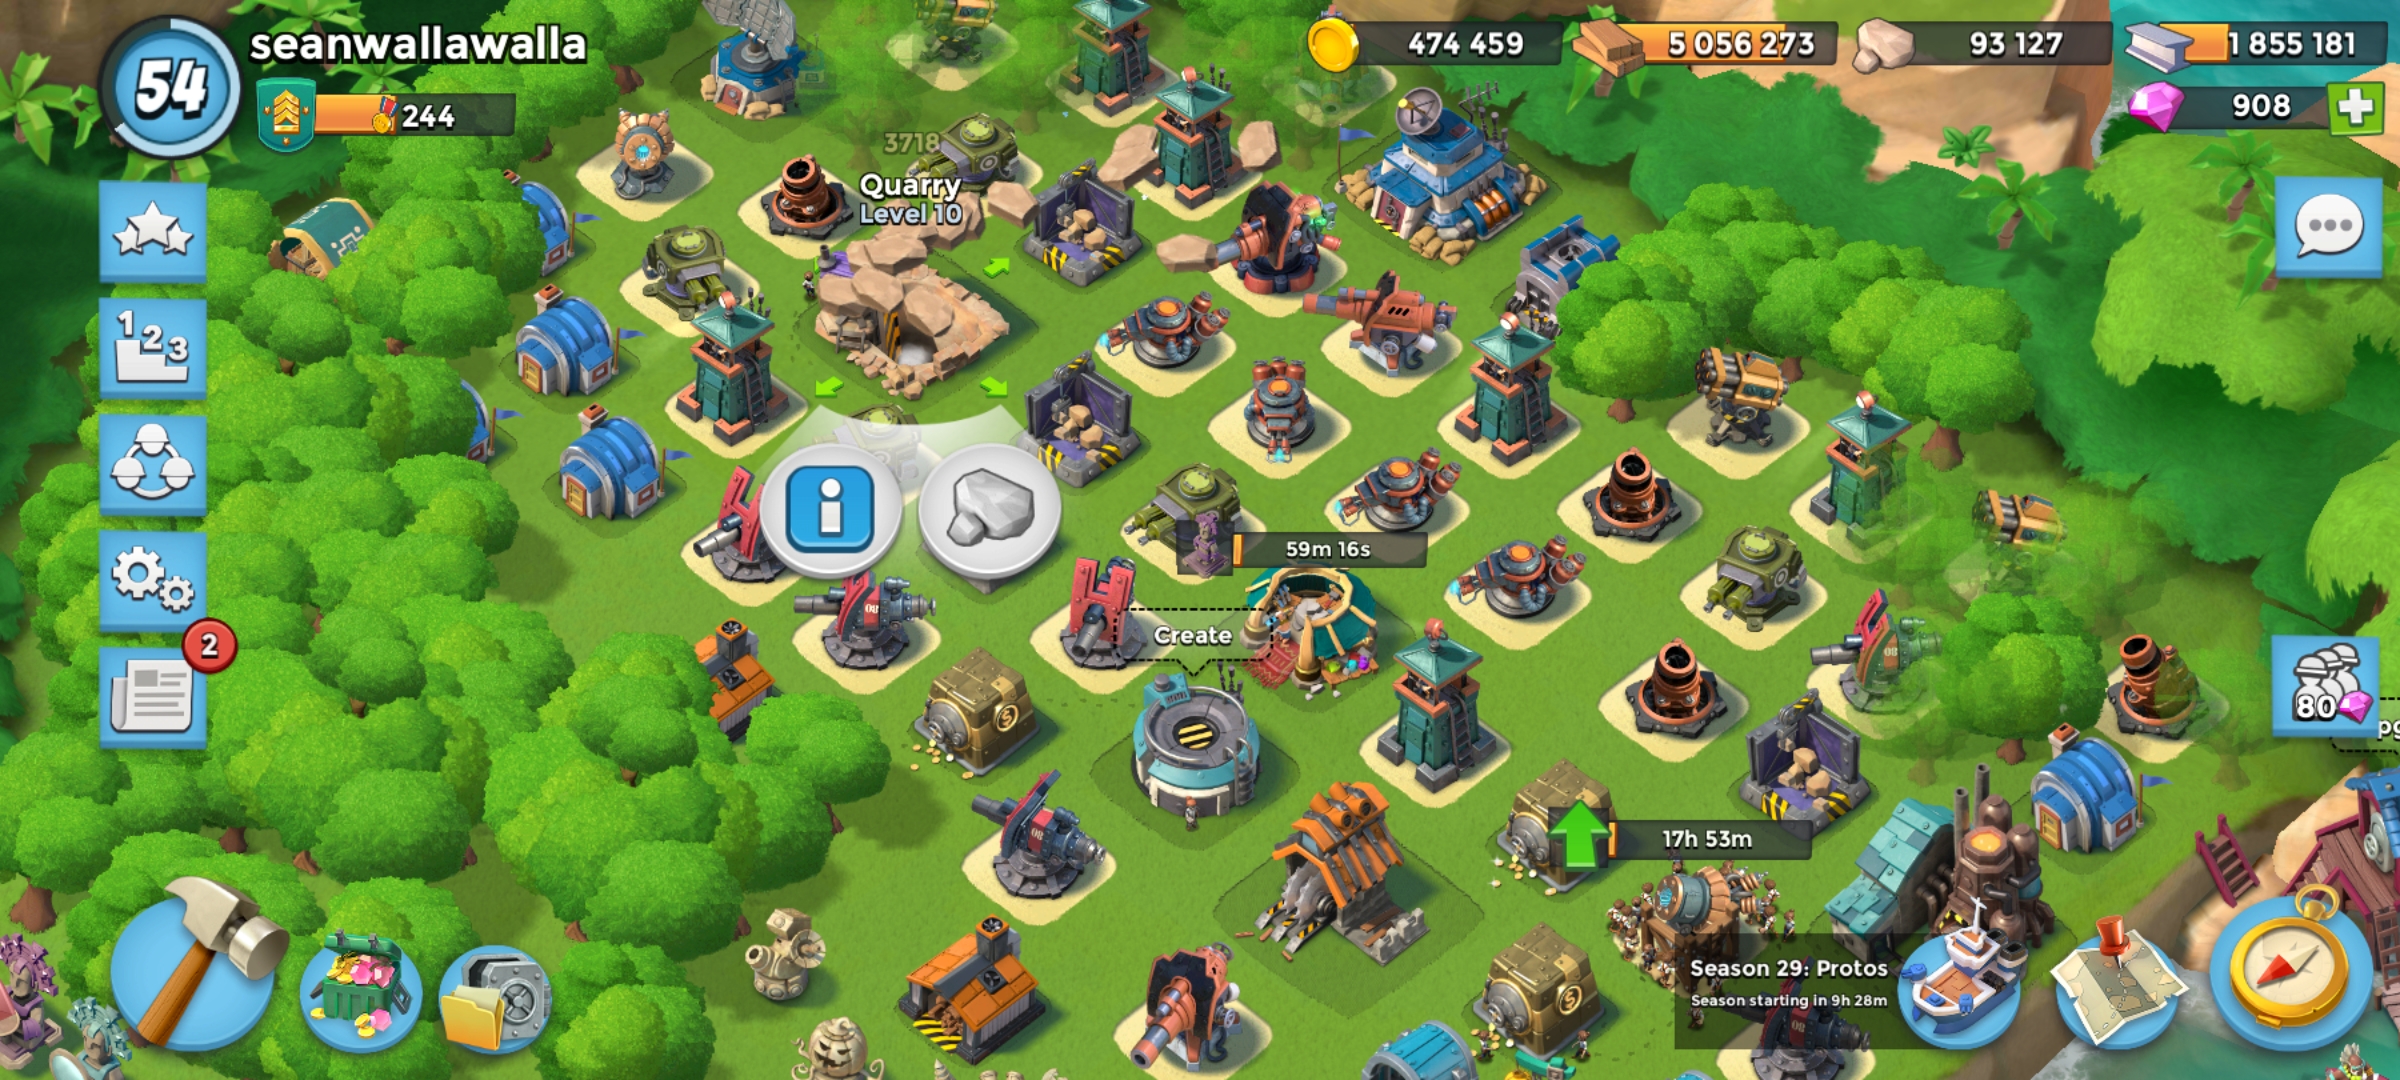 54
seanwallawalla
244
474 459
5 056 273
93 127
1 855 181
908
3718
Quarry
Level 10
123
59m 16s
Create
2
80
17h 53m
Season 29: Protos
Season starting in 9h 28m